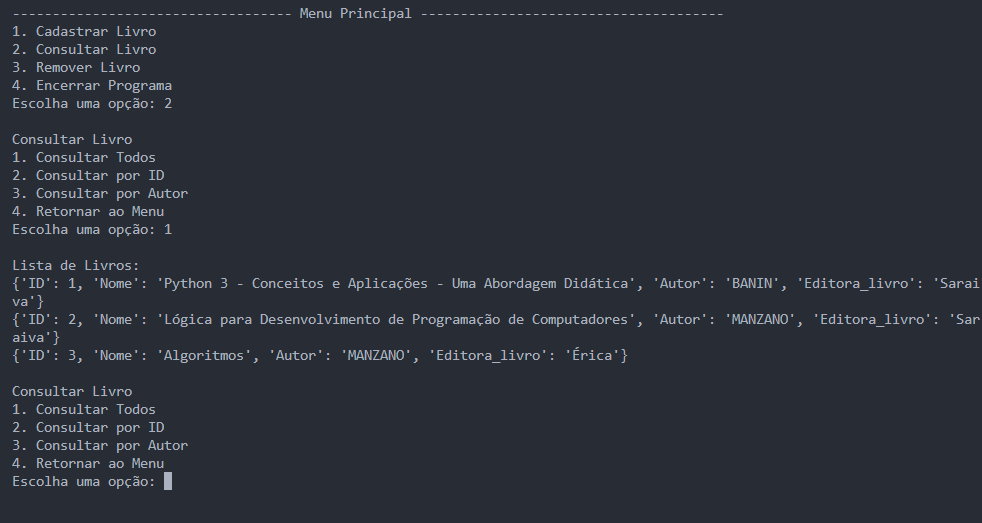 ----------------------------------- Menu Principal --------------------------------------
1. Cadastrar Livro
2. Consultar Livro
3. Remover Livro
4. Encerrar Programa
Escolha uma opção: 2
Consultar Livro
1. Consultar Todos
2. Consultar por ID
3. Consultar por Autor
4. Retornar ao Menu
Escolha uma opção: 1
Lista de Livros:
{'ID': 1, 'Nome': 'Python 3 - Conceitos e Aplicações - Uma Abordagem Didática', 'Autor': 'BANIN', 'Editora_livro': 'Sarai
va'}
{'ID': 2, 'Nome': 'Lógica para Desenvolvimento de Programação de Computadores', 'Autor': 'MANZANO', 'Editora_livro': 'Sar
aiva'}
{'ID': 3, 'Nome': 'Algoritmos', 'Autor': 'MANZANO', 'Editora_livro': 'Érica'}
Consultar Livro
1. Consultar Todos
2. Consultar por ID
3. Consultar por Autor
4. Retornar ao Menu
Escolha uma opção: